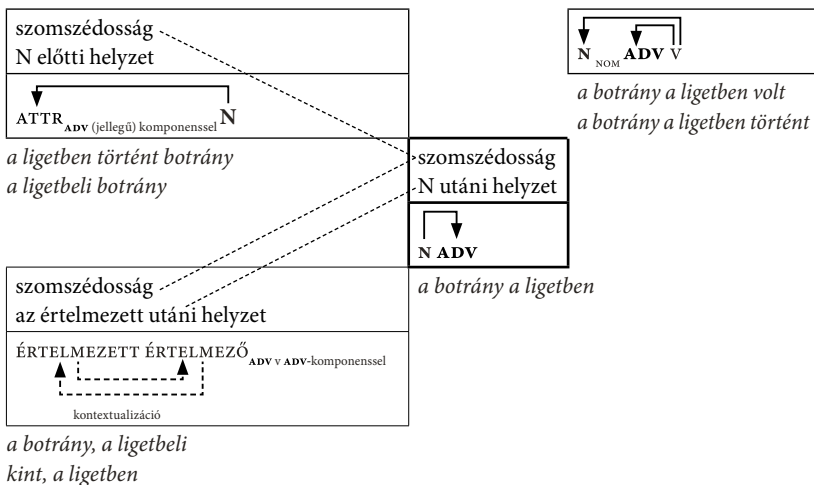 szomszédosság
N előtti helyzet
ATTR ADV (jellegű) komponenssel N
a ligetben történt botrány
a ligetbeli botrány
N NOM ADV V
a botrány a ligetben volt
a botrány a ligetben történt
szomszédosság
N utáni helyzet
N ADV
a botrány a ligetben
szomszédosság
az értelmezett utáni helyzet
ÉRTELMEZETT ÉRTELMEZŐ ADV V ADV-komponenssel
kontextualizáció
a botrány, a ligetbeli
kint, a ligetben